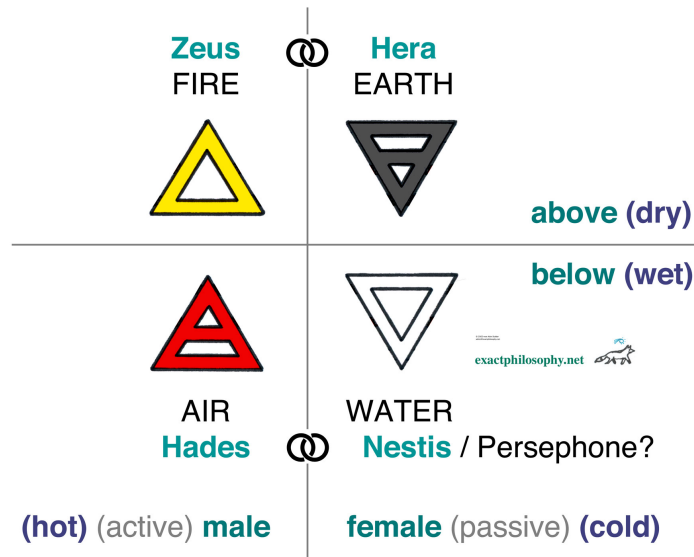 Zeus Hera
FIRE EARTH
above (dry)
below (wet)
exactphilosophy.net
AIR WATER
Hades Nestis / Persephone?
(hot) (active) male female (passive) (cold)